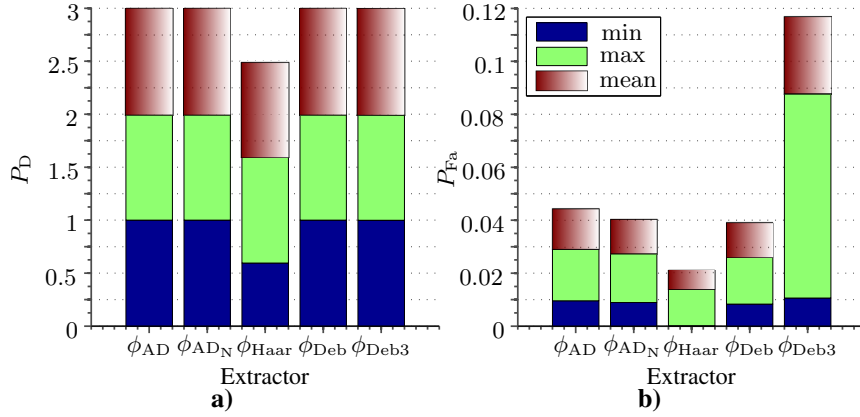 3
2.5
2
1.5
1
0.5
0
P_D
ϕ_AD ϕ_AD_N ϕ_Haar ϕ_Deb ϕ_Deb3
Extractor
a)
0.12
0.1
0.08
0.06
0.04
0.02
0
P_Fa
min
max
mean
ϕ_AD ϕ_AD_N ϕ_Haar ϕ_Deb ϕ_Deb3
Extractor
b)